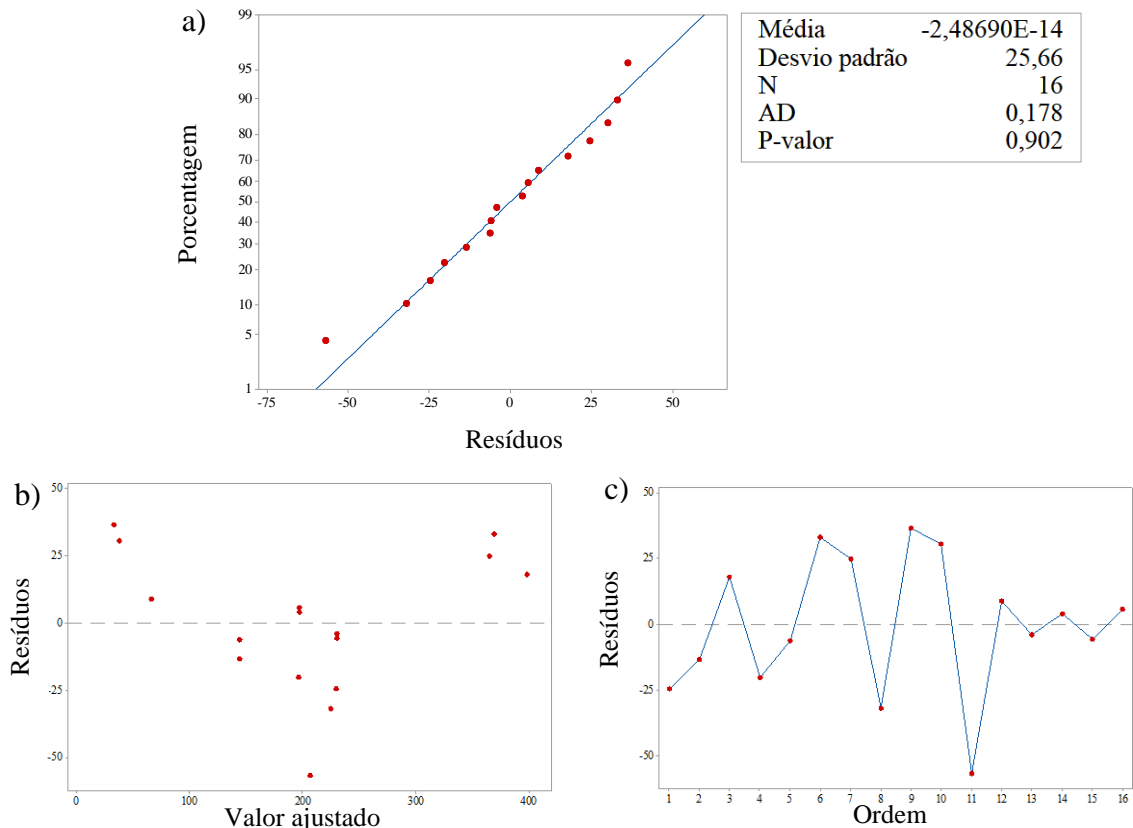 a)
99
95
90
80
70
60
50
40
30
20
10
5
1
Porcentagem
-75 -50 -25 0 25 50
Resíduos
Média -2,48690E-14
Desvio padrão 25,66
N 16
AD 0,178
P-valor 0,902
b)
50
25
0
-25
-50
Resíduos
0 100 200 300 400
Valor ajustado
c)
50
25
0
-25
-50
Resíduos
1 2 3 4 5 6 7 8 9 10 11 12 13 14 15 16
Ordem